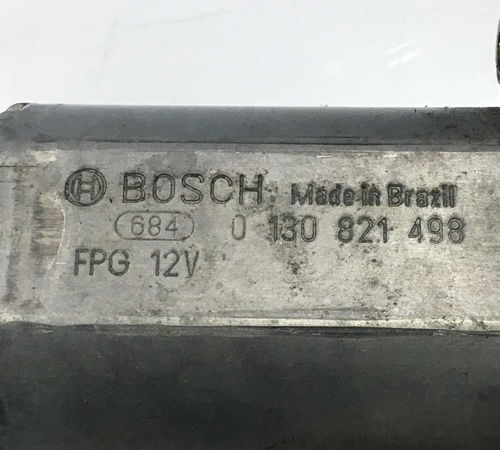 BOSCH Made in Brazil
684 0 130 821 498
FPG 12V